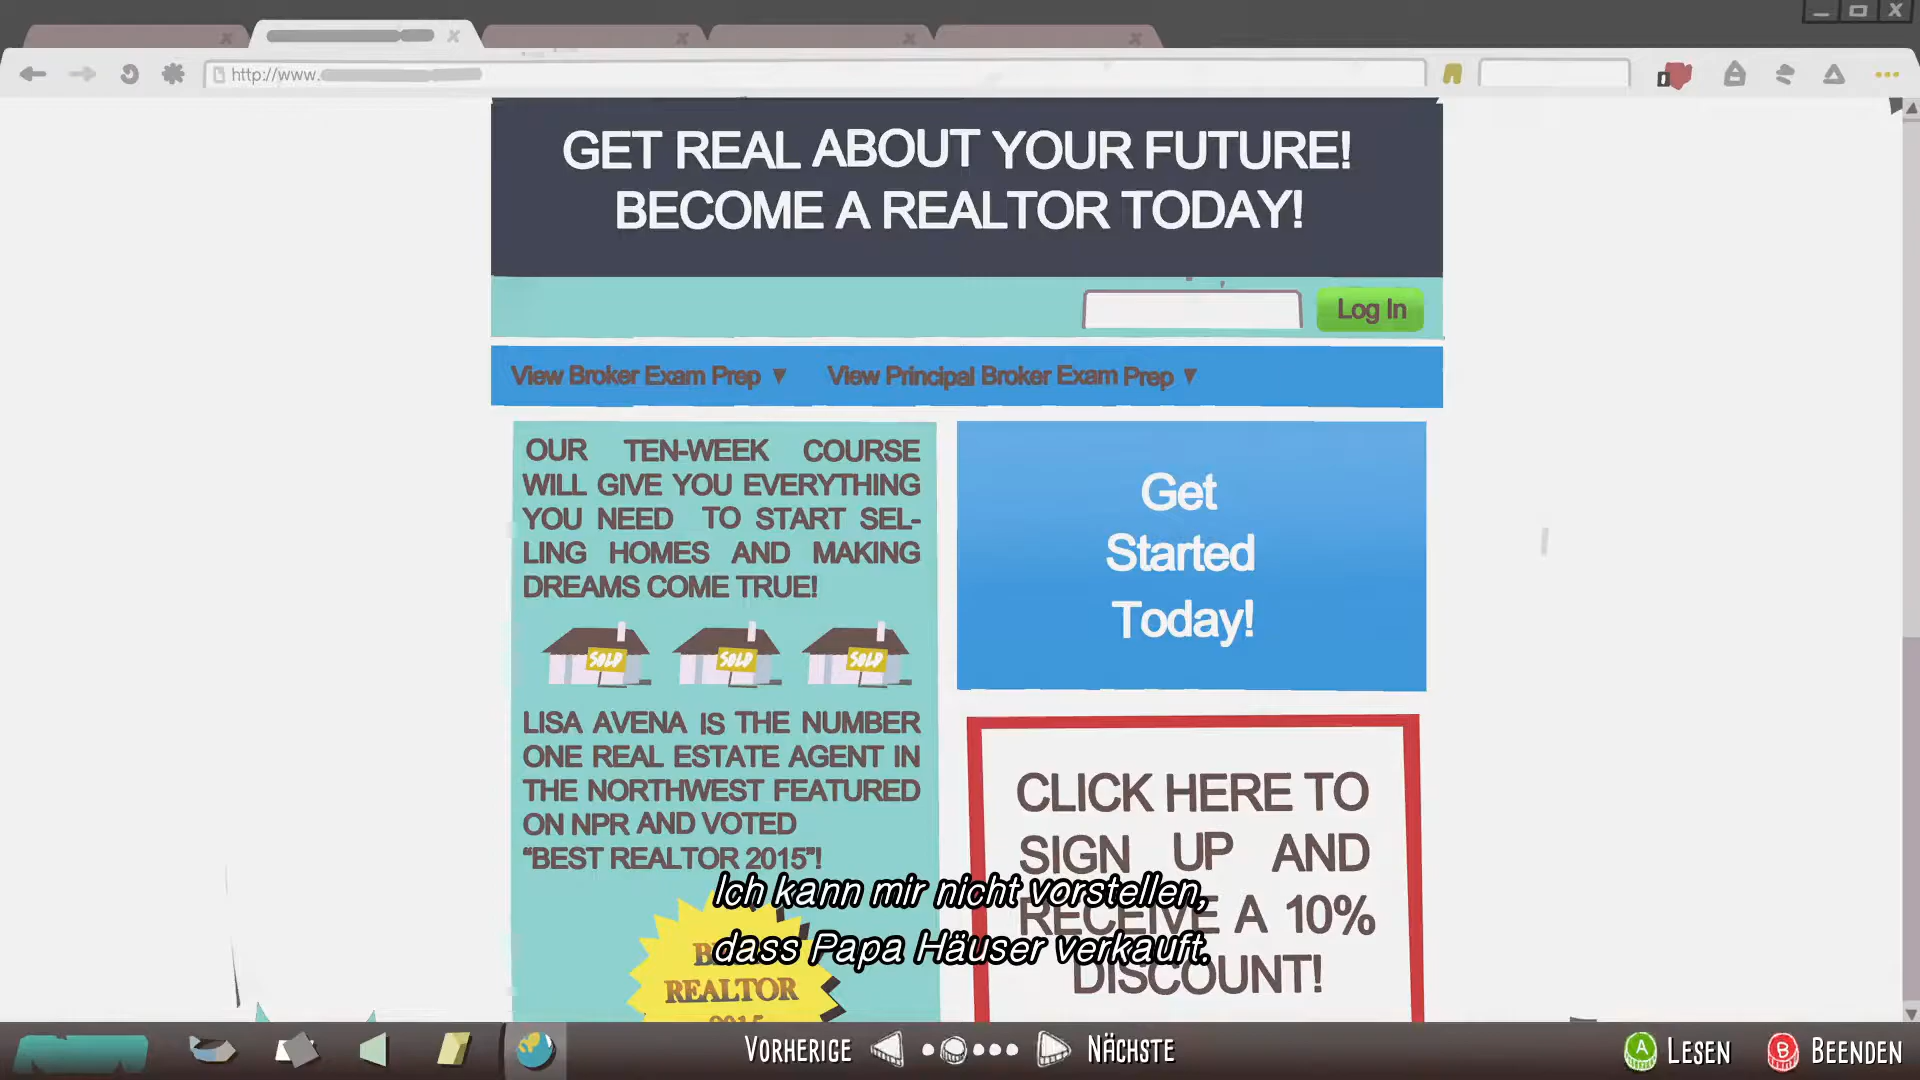 http://www.
GET REAL ABOUT YOUR FUTURE!
BECOME A REALTOR TODAY!
Log In
View Broker Exam Prep ▼ View Principal Broker Exam Prep ▼
OUR TEN-WEEK COURSE
WILL GIVE YOU EVERYTHING
YOU NEED TO START SEL-
LING HOMES AND MAKING
DREAMS COME TRUE!
SOLD SOLD SOLD
LISA AVENA IS THE NUMBER
ONE REAL ESTATE AGENT IN
THE NORTHWEST FEATURED
ON NPR AND VOTED
“BEST REALTOR 2015”!
REALTOR
Get
Started
Today!
CLICK HERE TO
SIGN UP AND
RECEIVE A 10%
DISCOUNT!
Ich kann mir nicht vorstellen,
dass Papa Häuser verkauft.
VORHERIGE NÄCHSTE
A LESEN B BEENDEN